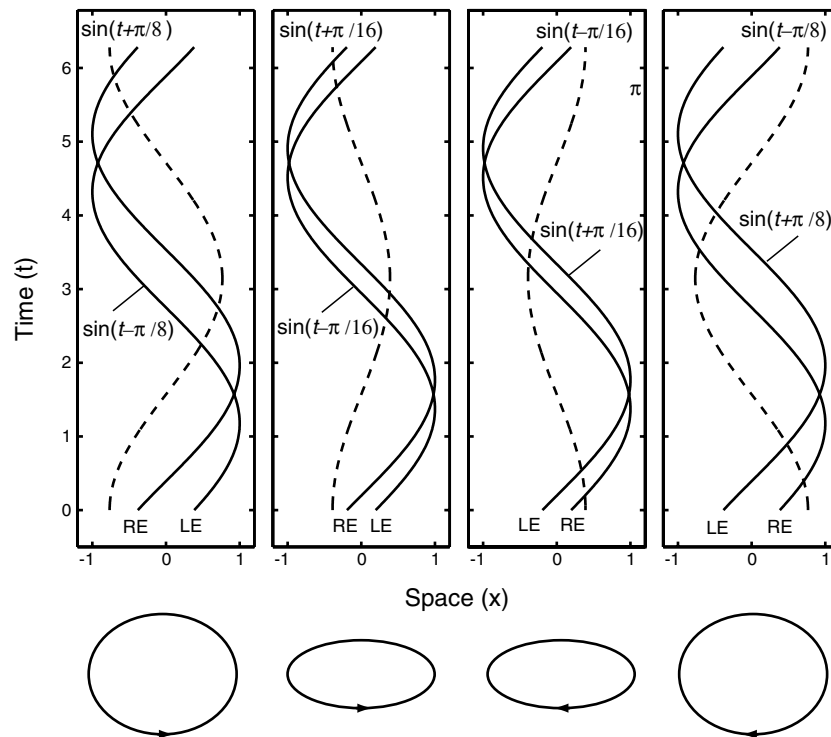 sin(t+π/8) sin(t+π/16) sin(t–π/16) sin(t–π/8)
6
π
5
4
sin(t+π/8)
sin(t+π/16)
Time (t)
3
sin(t–π/8) sin(t–π/16)
2
1
0
RE LE RE LE LE RE LE RE
-1 0 1 -1 0 1 -1 0 1 -1 0 1
Space (x)